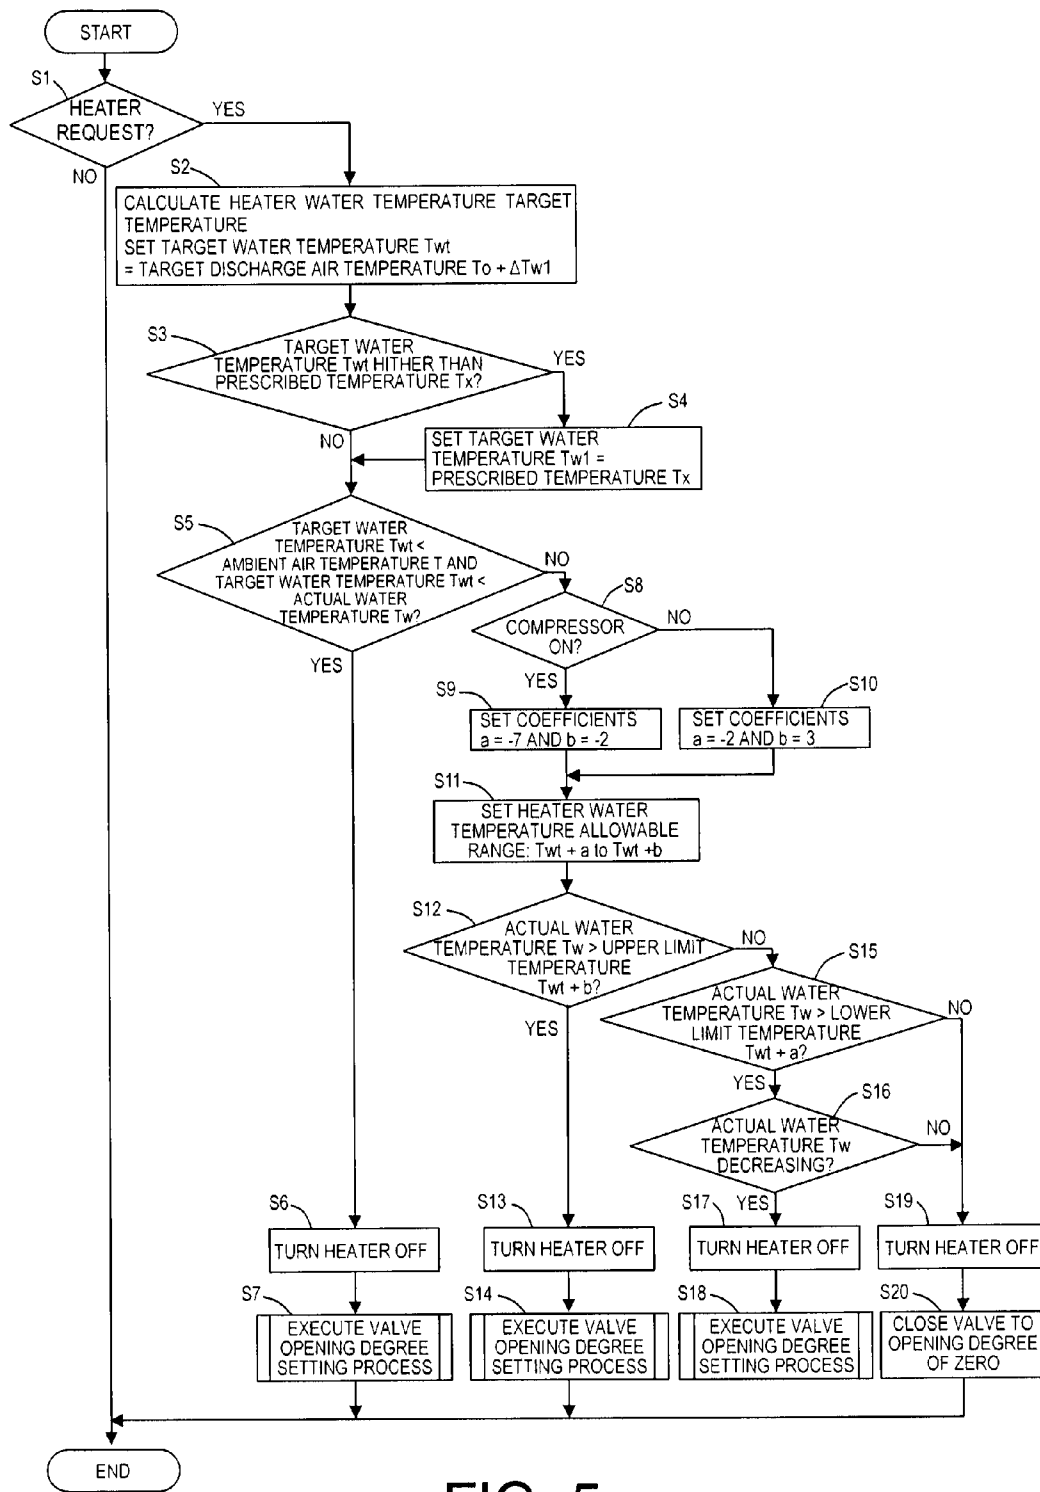 START
S1
HEATER
REQUEST?
YES
NO
S2
CALCULATE HEATER WATER TEMPERATURE TARGET
TEMPERATURE
SET TARGET WATER TEMPERATURE Twt
= TARGET DISCHARGE AIR TEMPERATURE To + ΔTw1
S3
TARGET WATER
TEMPERATURE Twt HITHER THAN
PRESCRIBED TEMPERATURE Tx?
YES
NO
S4
SET TARGET WATER
TEMPERATURE Tw1 =
PRESCRIBED TEMPERATURE Tx
S5
TARGET WATER
TEMPERATURE Twt <
AMBIENT AIR TEMPERATURE T AND
TARGET WATER TEMPERATURE Twt <
ACTUAL WATER
TEMPERATURE Tw?
NO
YES
S8
COMPRESSOR
ON?
NO
YES
S9
SET COEFFICIENTS
a = -7 AND b = -2
S10
SET COEFFICIENTS
a = -2 AND b = 3
S11
SET HEATER WATER
TEMPERATURE ALLOWABLE
RANGE: Twt + a to Twt +b
S12
ACTUAL WATER
TEMPERATURE Tw > UPPER LIMIT
TEMPERATURE
Twt + b?
NO
YES
S15
ACTUAL WATER
TEMPERATURE Tw > LOWER
LIMIT TEMPERATURE
Twt + a?
NO
YES
S16
ACTUAL WATER
TEMPERATURE Tw
DECREASING?
NO
YES
S6
TURN HEATER OFF
S13
TURN HEATER OFF
S17
TURN HEATER OFF
S19
TURN HEATER OFF
S7
EXECUTE VALVE
OPENING DEGREE
SETTING PROCESS
S14
EXECUTE VALVE
OPENING DEGREE
SETTING PROCESS
S18
EXECUTE VALVE
OPENING DEGREE
SETTING PROCESS
S20
CLOSE VALVE TO
OPENING DEGREE
OF ZERO
END
FIG. 5